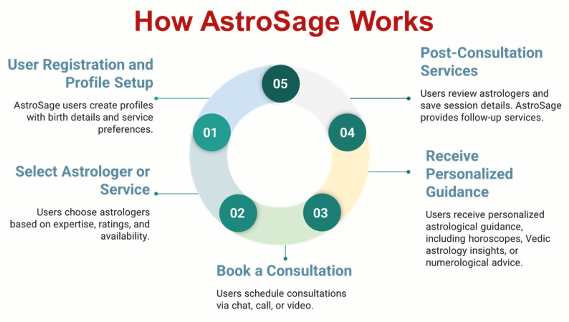 How AstroSage Works
User Registration and
Profile Setup
AstroSage users create profiles
with birth details and service
preferences.
Select Astrologer or
Service
Users choose astrologers
based on expertise, ratings, and
availability.
Book a Consultation
Users schedule consultations
via chat, call, or video.
Receive
Personalized
Guidance
Users receive personalized
astrological guidance,
including horoscopes, Vedic
astrology insights, or
numerological advice.
Post-Consultation
Services
Users review astrologers and
save session details. AstroSage
provides follow-up services.
05
01
04
02
03